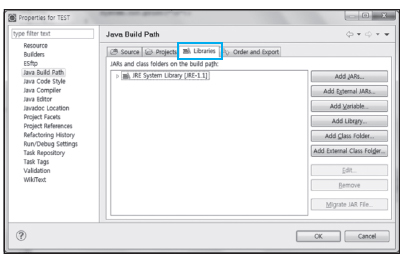 Properties for TEST
type filter text
Java Build Path
Resource
Builders
ESftp
Java Build Path
Java Code Style
Java Compiler
Java Editor
Javadoc Location
Project Facets
Project References
Refactoring History
Run/Debug Settings
Task Repository
Task Tags
Validation
WikiText
Source
Projects
Libraries
Order and Export
JARs and class folders on the build path:
JRE System Library [JRE-1.1]
Add JARs...
Add External JARs...
Add Variable...
Add Library...
Add Class Folder...
Add External Class Folder...
Edit...
Remove
Migrate JAR File...
OK
Cancel